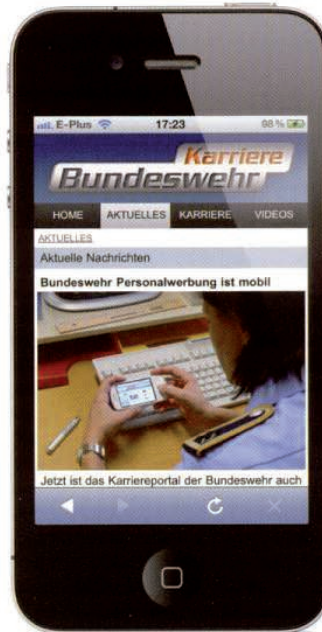 E-Plus 17:23 98%
Karriere
Bundeswehr
HOME AKTUELLES KARRIERE VIDEOS
AKTUELLES
Aktuelle Nachrichten
Bundeswehr Personalwerbung ist mobil
Jetzt ist das Karriereportal der Bundeswehr auch